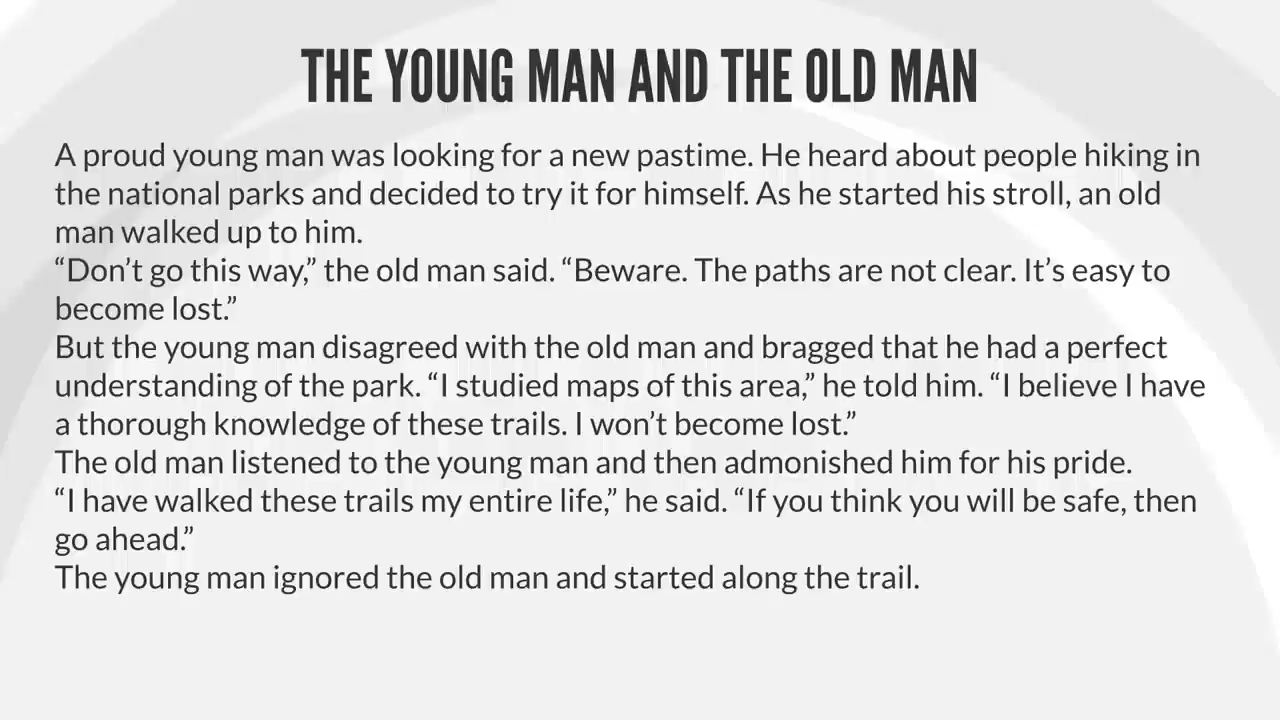 THE YOUNG MAN AND THE OLD MAN
A proud young man was looking for a new pastime. He heard about people hiking in
the national parks and decided to try it for himself. As he started his stroll, an old
man walked up to him.
“Don’t go this way,” the old man said. “Beware. The paths are not clear. It’s easy to
become lost.”
But the young man disagreed with the old man and bragged that he had a perfect
understanding of the park. “I studied maps of this area,” he told him. “I believe I have
a thorough knowledge of these trails. I won’t become lost.”
The old man listened to the young man and then admonished him for his pride.
“I have walked these trails my entire life,” he said. “If you think you will be safe, then
go ahead.”
The young man ignored the old man and started along the trail.